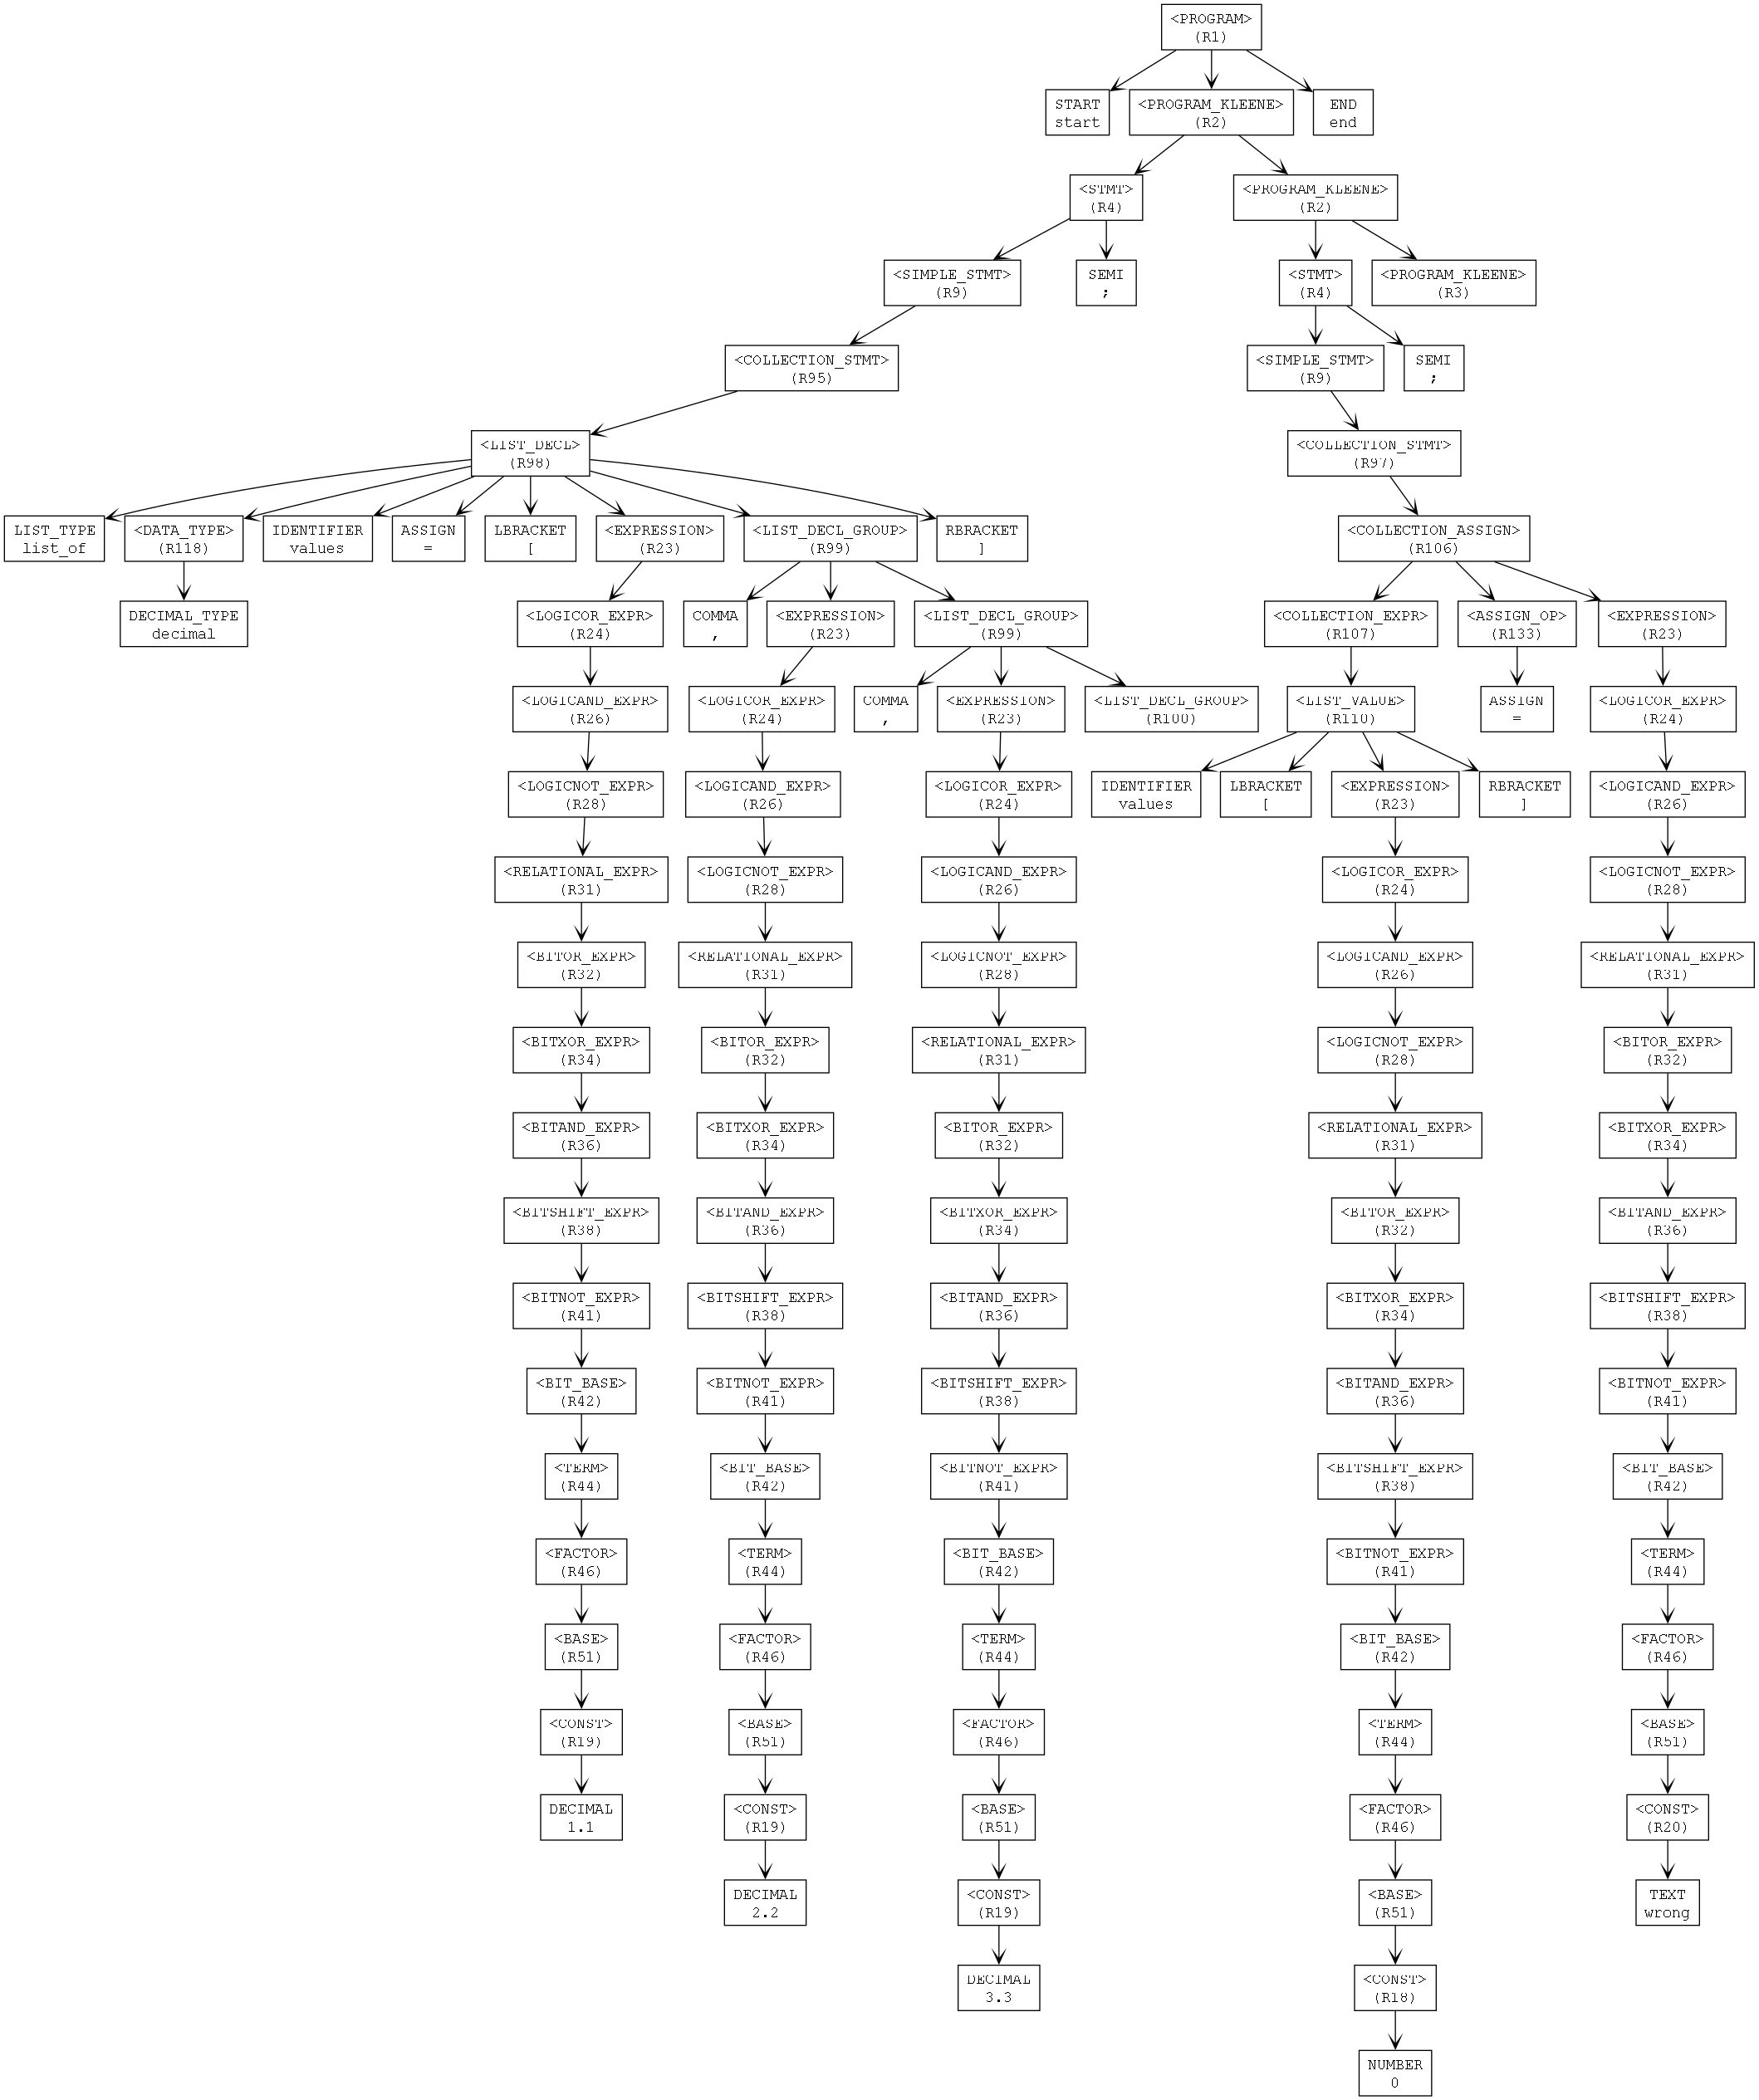 <PROGRAM>
(R1)
START
start
<PROGRAM_KLEENE>
(R2)
END
end
<STMT>
(R4)
<PROGRAM_KLEENE>
(R2)
<SIMPLE_STMT>
(R9)
SEMI
;
<STMT>
(R4)
<PROGRAM_KLEENE>
(R3)
<COLLECTION_STMT>
(R95)
<SIMPLE_STMT>
(R9)
SEMI
;
<LIST_DECL>
(R98)
<COLLECTION_STMT>
(R97)
LIST_TYPE
list_of
<DATA_TYPE>
(R118)
IDENTIFIER
values
ASSIGN
=
LBRACKET
[
<EXPRESSION>
(R23)
<LIST_DECL_GROUP>
(R99)
RBRACKET
]
<COLLECTION_ASSIGN>
(R106)
DECIMAL_TYPE
decimal
<LOGICOR_EXPR>
(R24)
COMMA
,
<EXPRESSION>
(R23)
<LIST_DECL_GROUP>
(R99)
<COLLECTION_EXPR>
(R107)
<ASSIGN_OP>
(R133)
<EXPRESSION>
(R23)
<LOGICAND_EXPR>
(R26)
<LOGICOR_EXPR>
(R24)
COMMA
,
<EXPRESSION>
(R23)
<LIST_DECL_GROUP>
(R100)
<LIST_VALUE>
(R110)
ASSIGN
=
<LOGICOR_EXPR>
(R24)
<LOGICNOT_EXPR>
(R28)
<LOGICAND_EXPR>
(R26)
<LOGICOR_EXPR>
(R24)
IDENTIFIER
values
LBRACKET
[
<EXPRESSION>
(R23)
RBRACKET
]
<LOGICAND_EXPR>
(R26)
<RELATIONAL_EXPR>
(R31)
<LOGICNOT_EXPR>
(R28)
<LOGICAND_EXPR>
(R26)
<LOGICOR_EXPR>
(R24)
<LOGICNOT_EXPR>
(R28)
<BITOR_EXPR>
(R32)
<RELATIONAL_EXPR>
(R31)
<LOGICNOT_EXPR>
(R28)
<LOGICAND_EXPR>
(R26)
<RELATIONAL_EXPR>
(R31)
<BITXOR_EXPR>
(R34)
<BITOR_EXPR>
(R32)
<RELATIONAL_EXPR>
(R31)
<LOGICNOT_EXPR>
(R28)
<BITOR_EXPR>
(R32)
<BITAND_EXPR>
(R36)
<BITXOR_EXPR>
(R34)
<BITOR_EXPR>
(R32)
<RELATIONAL_EXPR>
(R31)
<BITXOR_EXPR>
(R34)
<BITSHIFT_EXPR>
(R38)
<BITAND_EXPR>
(R36)
<BITXOR_EXPR>
(R34)
<BITOR_EXPR>
(R32)
<BITAND_EXPR>
(R36)
<BITNOT_EXPR>
(R41)
<BITSHIFT_EXPR>
(R38)
<BITAND_EXPR>
(R36)
<BITXOR_EXPR>
(R34)
<BITSHIFT_EXPR>
(R38)
<BIT_BASE>
(R42)
<BITNOT_EXPR>
(R41)
<BITSHIFT_EXPR>
(R38)
<BITAND_EXPR>
(R36)
<BITNOT_EXPR>
(R41)
<TERM>
(R44)
<BIT_BASE>
(R42)
<BITNOT_EXPR>
(R41)
<BITSHIFT_EXPR>
(R38)
<BIT_BASE>
(R42)
<FACTOR>
(R46)
<TERM>
(R44)
<BIT_BASE>
(R42)
<BITNOT_EXPR>
(R41)
<TERM>
(R44)
<BASE>
(R51)
<FACTOR>
(R46)
<TERM>
(R44)
<BIT_BASE>
(R42)
<FACTOR>
(R46)
<CONST>
(R19)
<BASE>
(R51)
<FACTOR>
(R46)
<TERM>
(R44)
<BASE>
(R51)
DECIMAL
1.1
<CONST>
(R19)
<BASE>
(R51)
<FACTOR>
(R46)
<CONST>
(R20)
DECIMAL
2.2
<CONST>
(R19)
<BASE>
(R51)
TEXT
wrong
DECIMAL
3.3
<CONST>
(R18)
NUMBER
0